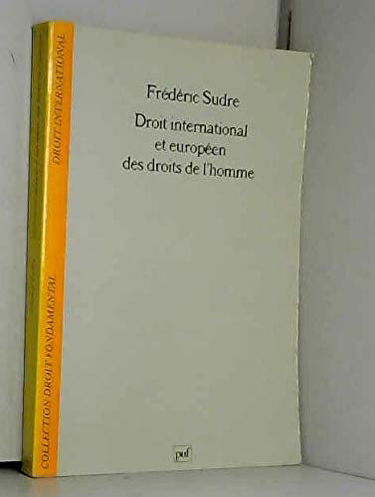 Frédéric Sudre
Droit international
et européen
des droits de l'homme
puf
DROIT INTERNATIONAL
COLLECTION DROIT FONDAMENTAL